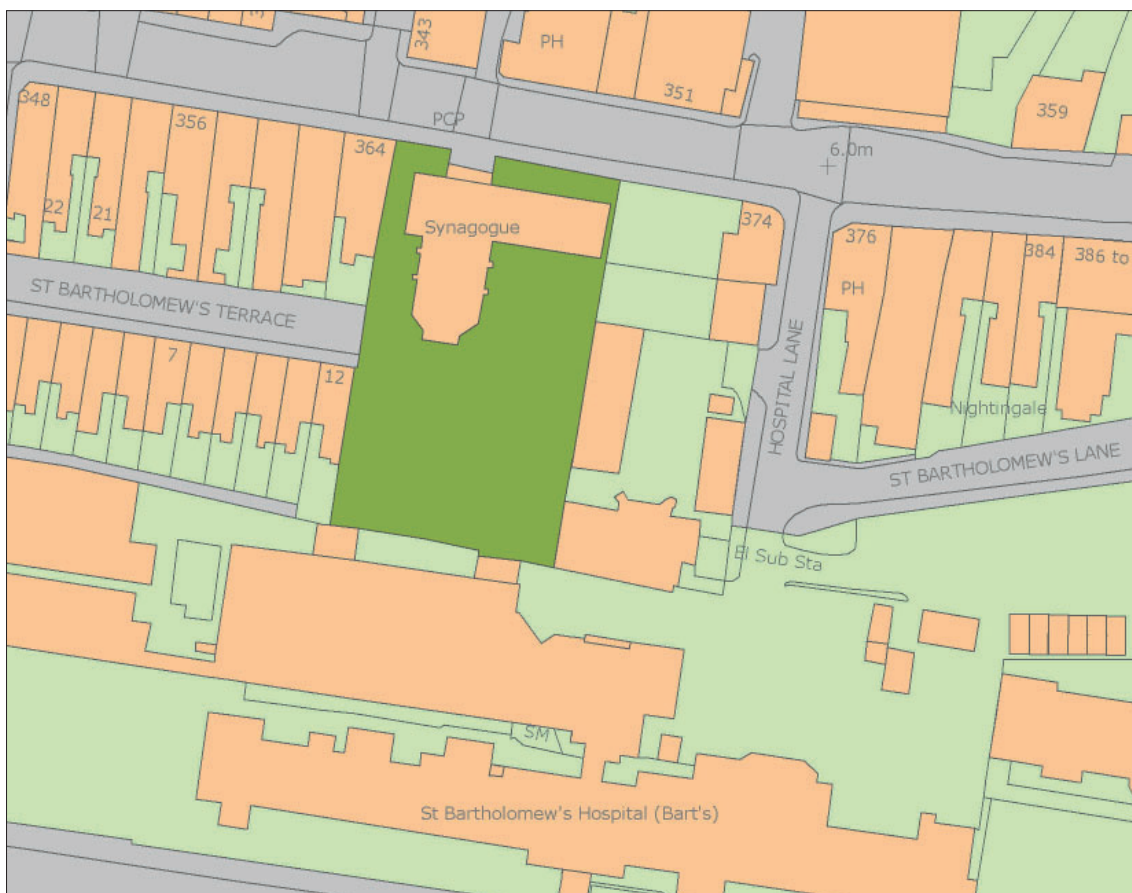 343
PH
351
359
348
356
364
PCP
6.0m
22
21
Synagogue
374
376
384
386 to
PH
ST BARTHOLOMEW'S TERRACE
7
12
HOSPITAL LANE
Nightingale
ST BARTHOLOMEW'S LANE
El Sub Sta
SM
St Bartholomew's Hospital (Bart's)